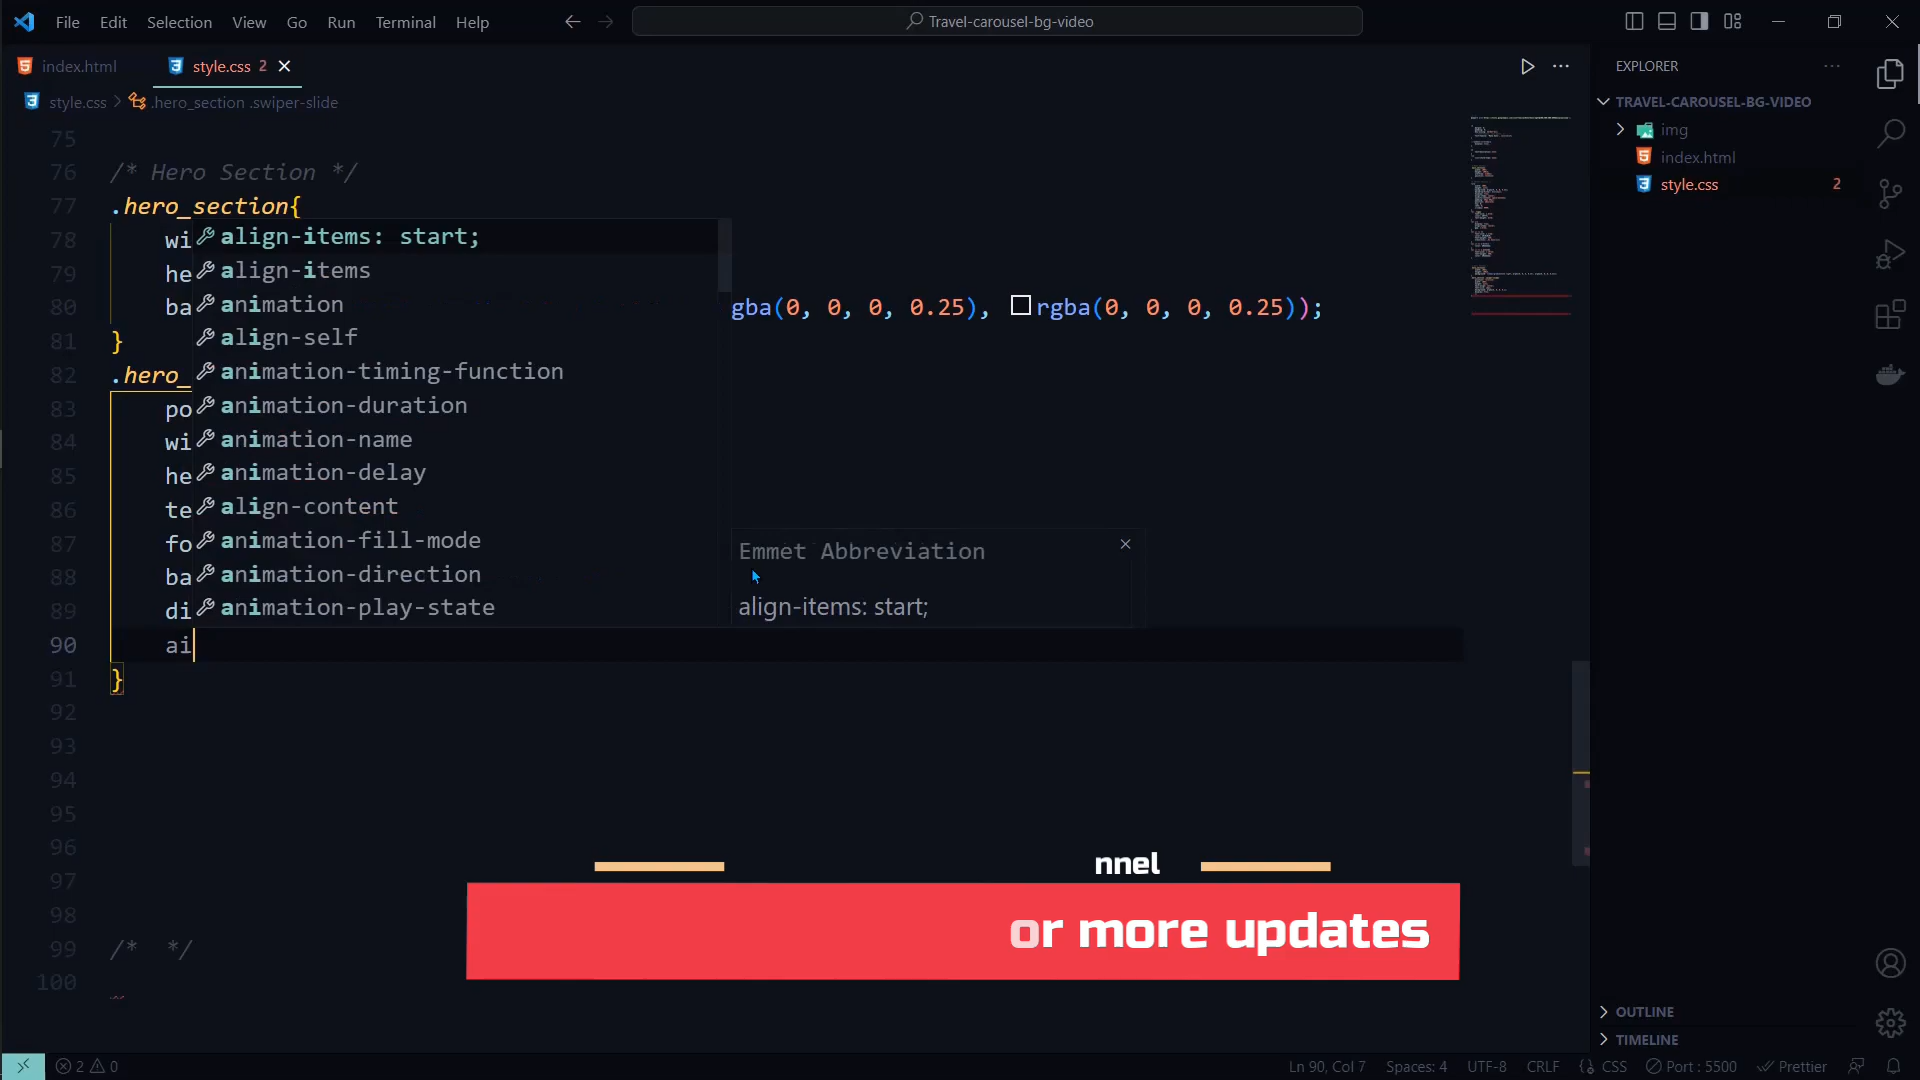 File Edit Selection View Go Run Terminal Help
Travel-carousel-bg-video
index.html
style.css 2
style.css > .hero_section .swiper-slide
75
76 /* Hero Section */
77 .hero_section{
78 wi
79 he
80 ba gba(0, 0, 0, 0.25), rgba(0, 0, 0, 0.25));
81 }
82 .hero_
83 po
84 wi
85 he
86 te
87 fo
88 ba
89 di
90 ai
91 }
92
93
94
95
96
97
98
99 /* */
100
align-items: start;
align-items
animation
align-self
animation-timing-function
animation-duration
animation-name
animation-delay
align-content
animation-fill-mode
animation-direction
animation-play-state
Emmet Abbreviation
align-items: start;
nnel
or more updates
EXPLORER
TRAVEL-CAROUSEL-BG-VIDEO
img
index.html
style.css 2
OUTLINE
TIMELINE
2 0
Ln 90, Col 7 Spaces: 4 UTF-8 CRLF {} CSS Port : 5500 Prettier